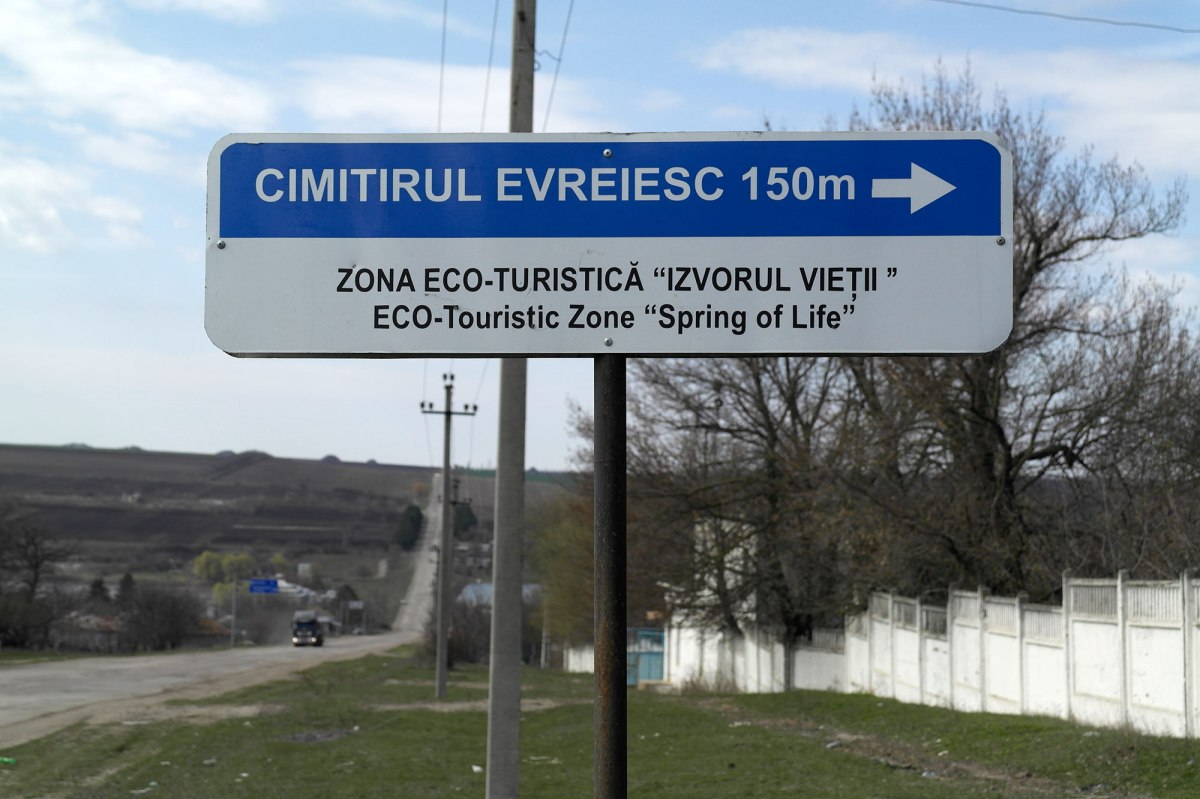 CIMITIRUL EVREIESC 150m
ZONA ECO-TURISTICĂ “IZVORUL VIEȚII ”
ECO-Touristic Zone “Spring of Life”